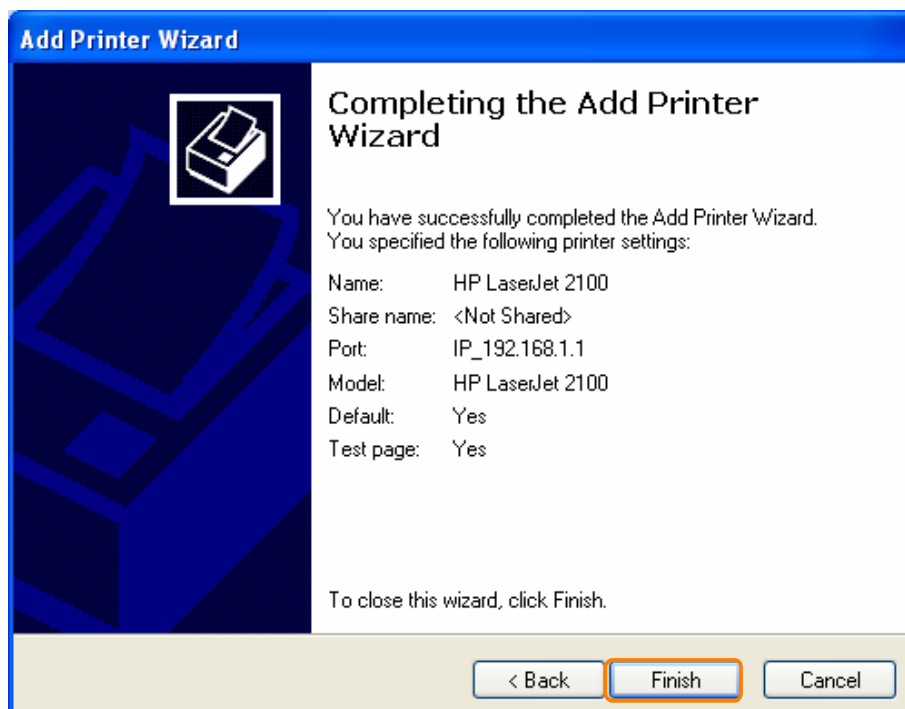 Add Printer Wizard
Completing the Add Printer
Wizard
You have successfully completed the Add Printer Wizard.
You specified the following printer settings:
Name: HP LaserJet 2100
Share name: <Not Shared>
Port: IP_192.168.1.1
Model: HP LaserJet 2100
Default: Yes
Test page: Yes
To close this wizard, click Finish.
< Back Finish Cancel